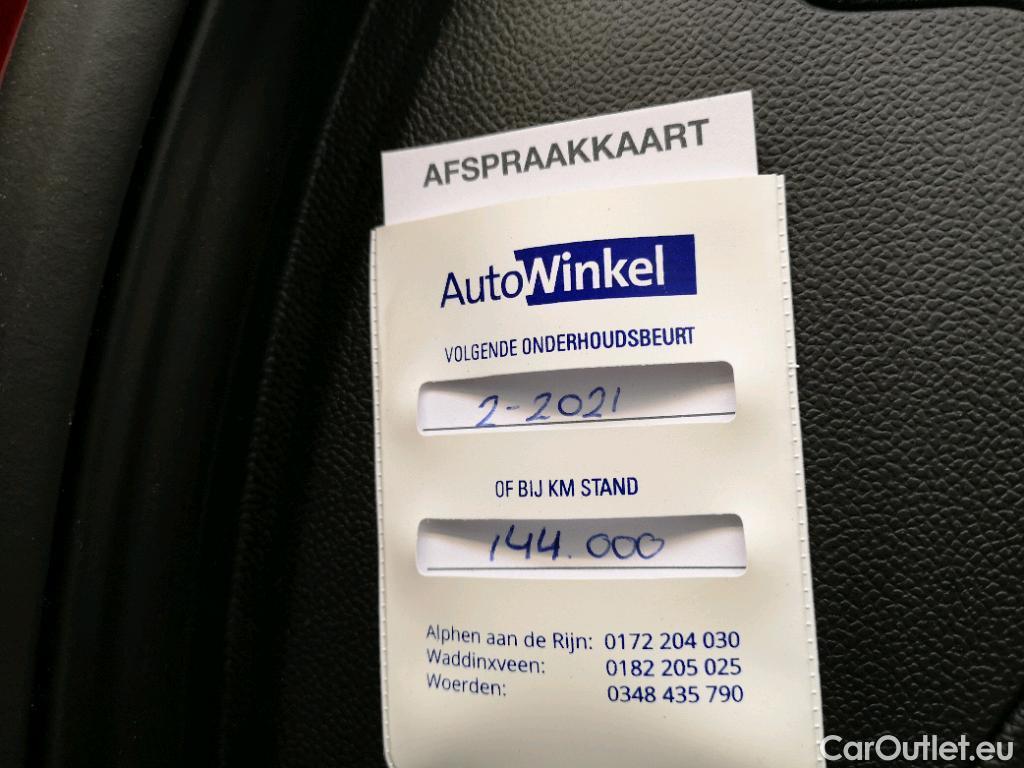 AFSPRAAKKAART
AutoWinkel
VOLGENDE ONDERHOUDSBEURT
2-2021
OF BIJ KM STAND
144.000
Alphen aan de Rijn: 0172 204 030
Waddinxveen: 0182 205 025
Woerden: 0348 435 790
CarOutlet.eu